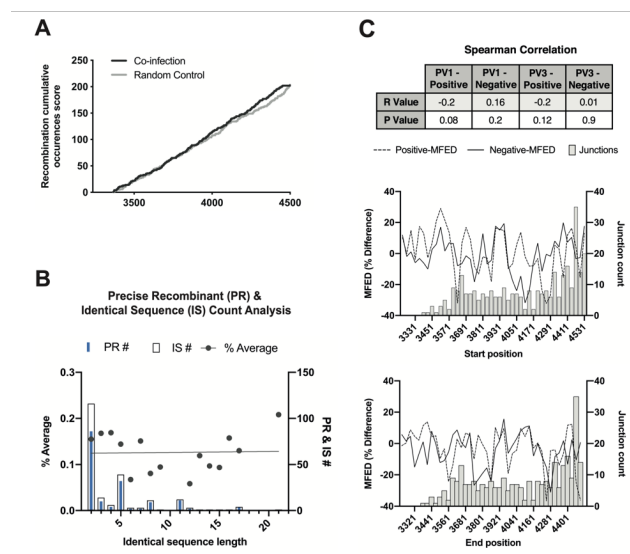 A
Co-infection
Random Control
Recombination cumulative
occurences score
250
200
150
100
50
0
3500
4000
4500
B
Precise Recombinant (PR) &
Identical Sequence (IS) Count Analysis
PR #
IS #
% Average
% Average
0.3
0.2
0.1
0.0
150
100
50
0
PR & IS #
5
10
15
20
Identical sequence length
C
Spearman Correlation
PV1 - Positive
PV1 - Negative
PV3 - Positive
PV3 - Negative
R Value
-0.2
0.16
-0.2
0.01
P Value
0.08
0.2
0.12
0.9
Positive-MFED
Negative-MFED
Junctions
MFED (% Difference)
40
20
0
-20
-40
40
30
20
10
0
Junction count
3331
3451
3571
3691
3811
3931
4051
4171
4291
4411
4531
Start position
MFED (% Difference)
40
20
0
-20
-40
40
30
20
10
0
Junction count
3321
3441
3561
3681
3801
3921
4041
4161
4281
4401
End position